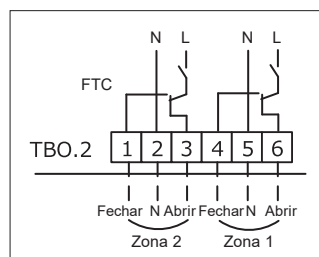 N L N L
FTC
TBO.2 1 2 3 4 5 6
Fechar N Abrir Fechar N Abrir
Zona 2 Zona 1